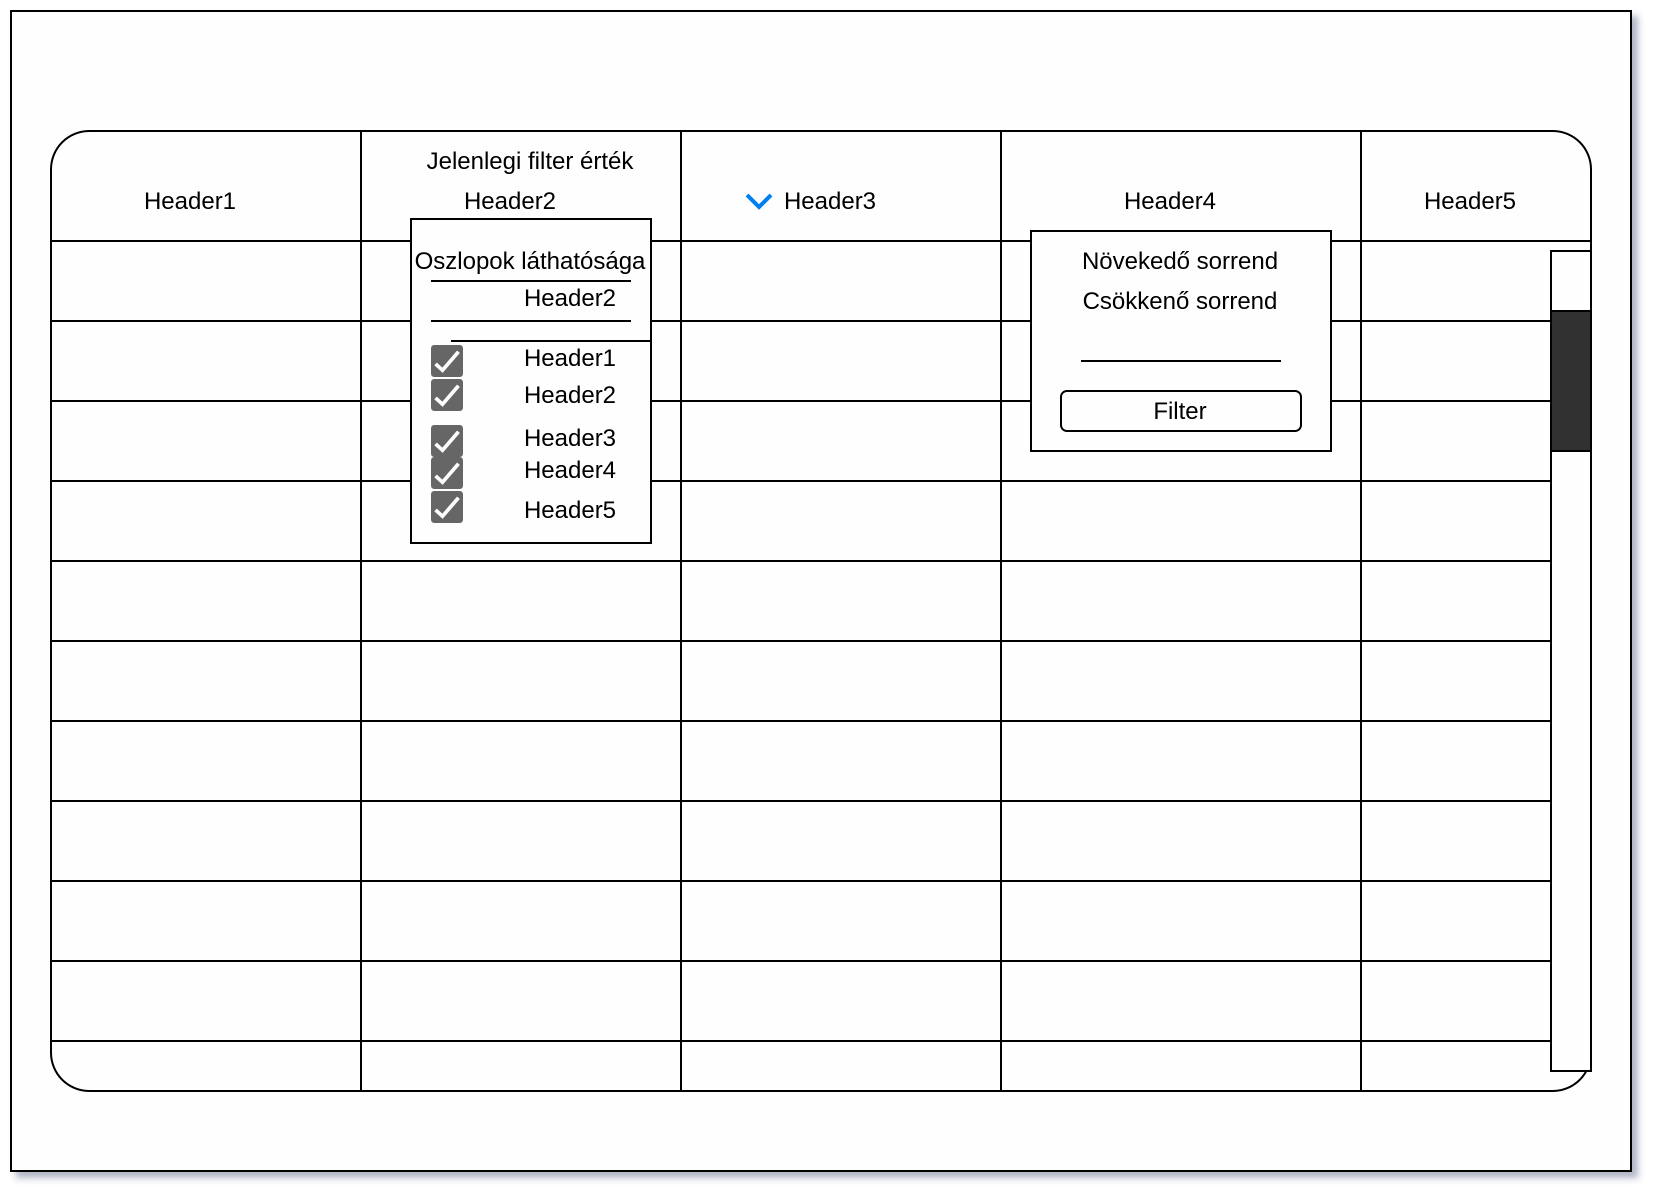 Jelenlegi filter érték
Header1
Header2
Header3
Header4
Header5
Oszlopok láthatósága
Header2
Header1
Header2
Header3
Header4
Header5
Növekedő sorrend
Csökkenő sorrend
Filter